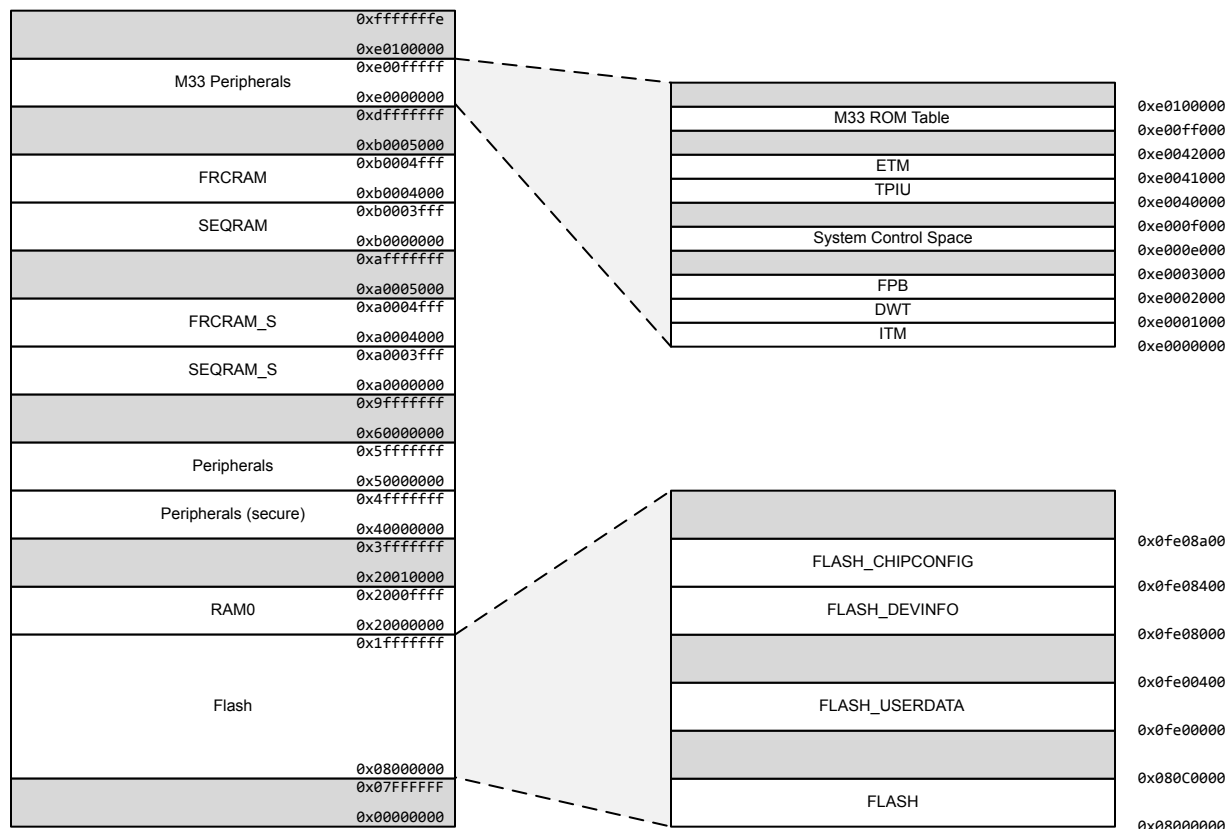 0xfffffffe
0xe0100000
0xe00fffff
M33 Peripherals
0xe0000000
0xdfffffff
0xb0005000
0xb0004fff
FRCRAM
0xb0004000
0xb0003fff
SEQRAM
0xb0000000
0xafffffff
0xa0005000
0xa0004fff
FRCRAM_S
0xa0004000
0xa0003fff
SEQRAM_S
0xa0000000
0x9fffffff
0x60000000
0x5fffffff
Peripherals
0x50000000
0x4fffffff
Peripherals (secure)
0x40000000
0x3fffffff
0x20010000
0x2000ffff
RAM0
0x20000000
0x1fffffff
Flash
0x08000000
0x07FFFFFF
0x00000000
0xe0100000
M33 ROM Table
0xe00ff000
0xe0042000
ETM
0xe0041000
TPIU
0xe0040000
0xe000f000
System Control Space
0xe000e000
0xe0003000
FPB
0xe0002000
DWT
0xe0001000
ITM
0xe0000000
0x0fe08a00
FLASH_CHIPCONFIG
0x0fe08400
FLASH_DEVINFO
0x0fe08000
0x0fe00400
FLASH_USERDATA
0x0fe00000
0x080C0000
FLASH
0x08000000